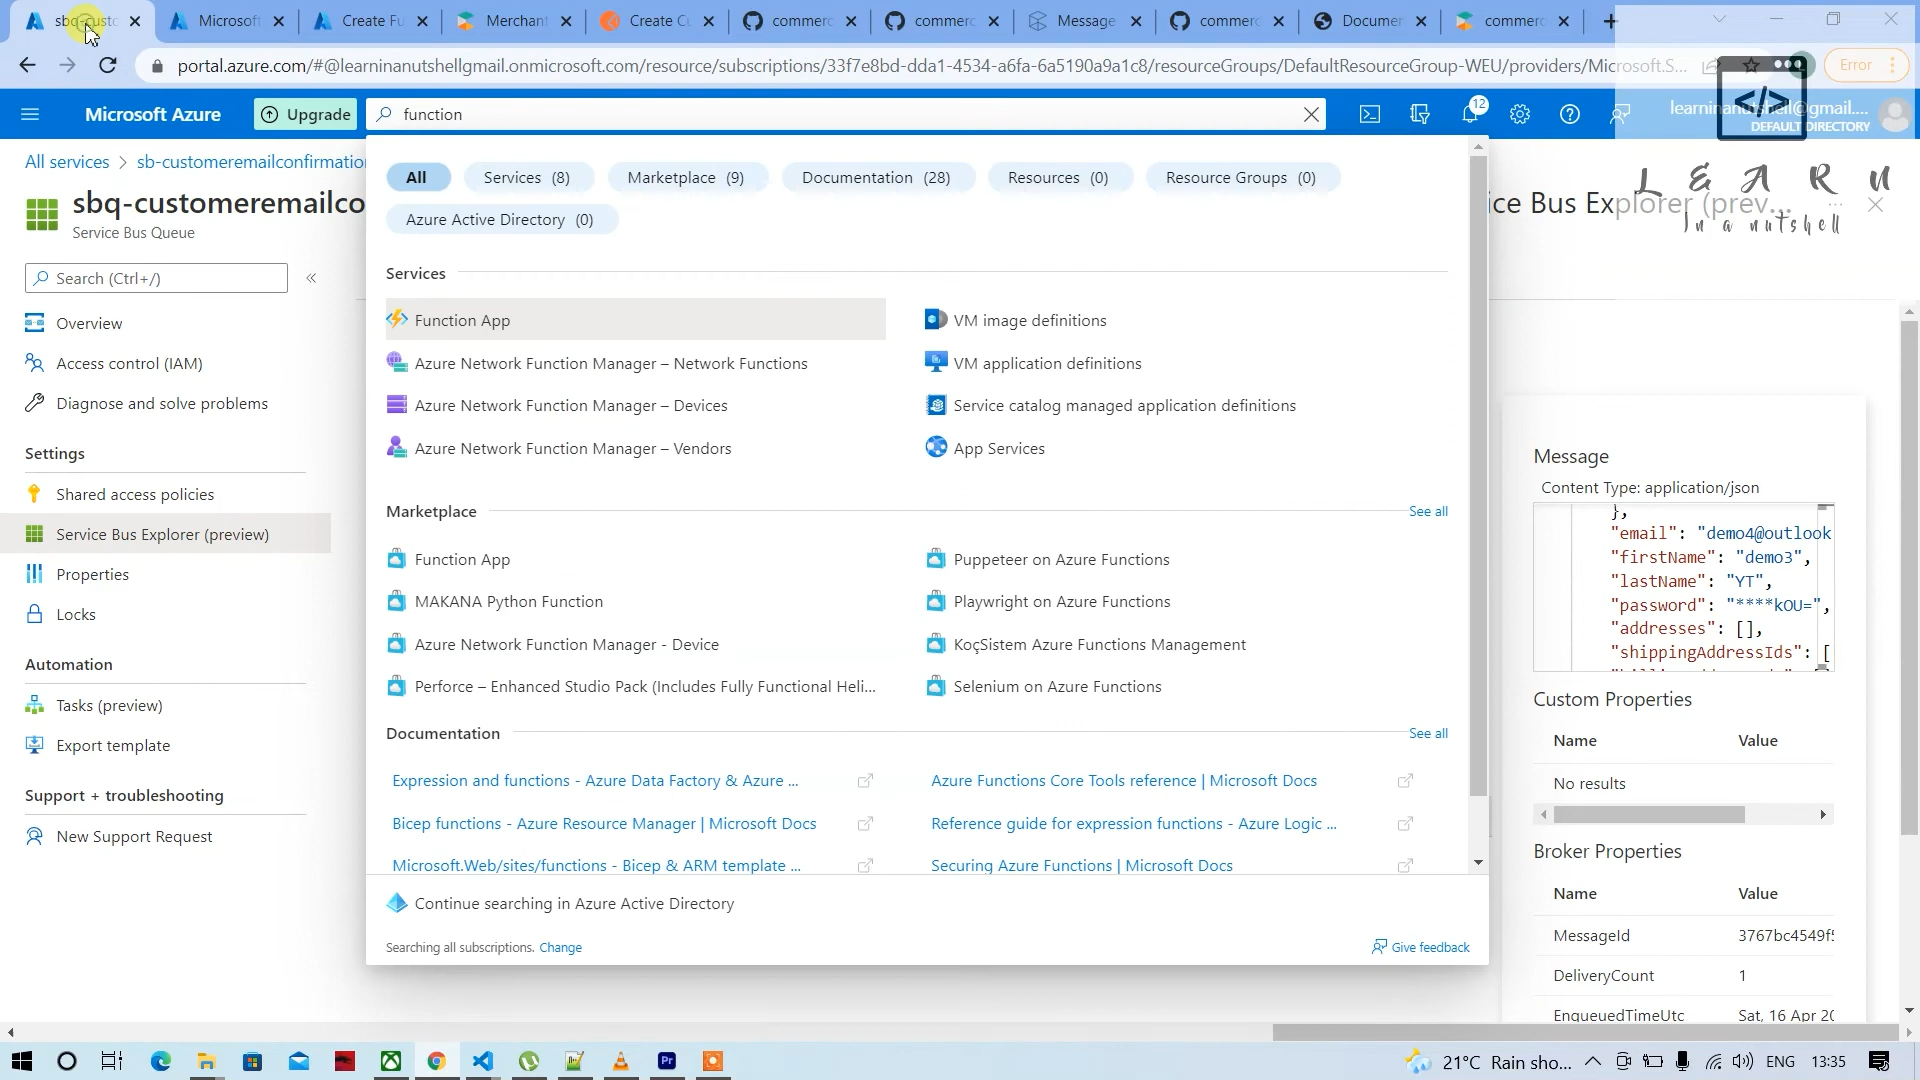 sbq-custo
Microsoft
Create Fu
Merchant
Create Cu
commerc
commerc
Message
commerc
Documen
commerc
portal.azure.com/#@learninanutshellgmail.onmicrosoft.com/resource/subscriptions/33f7e8bd-dda1-4534-a6fa-6a5190a9a1c8/resourceGroups/DefaultResourceGroup-WEU/providers/Microsoft.S...
Error
Microsoft Azure
Upgrade
function
12
learninanutshell@gmail....
DEFAULT DIRECTORY
</>
All services > sb-customeremailconfirmation
sbq-customeremailco
Service Bus Queue
ice Bus Explorer (prev...
LEARN
In a nutshell
Search (Ctrl+/)
«
Overview
Access control (IAM)
Diagnose and solve problems
Settings
Shared access policies
Service Bus Explorer (preview)
Properties
Locks
Automation
Tasks (preview)
Export template
Support + troubleshooting
New Support Request
All
Services (8)
Marketplace (9)
Documentation (28)
Resources (0)
Resource Groups (0)
Azure Active Directory (0)
Services
Function App
VM image definitions
Azure Network Function Manager – Network Functions
VM application definitions
Azure Network Function Manager – Devices
Service catalog managed application definitions
Azure Network Function Manager – Vendors
App Services
Marketplace
See all
Function App
Puppeteer on Azure Functions
MAKANA Python Function
Playwright on Azure Functions
Azure Network Function Manager - Device
KoçSistem Azure Functions Management
Perforce – Enhanced Studio Pack (Includes Fully Functional Heli...
Selenium on Azure Functions
Documentation
See all
Expression and functions - Azure Data Factory & Azure ...
Azure Functions Core Tools reference | Microsoft Docs
Bicep functions - Azure Resource Manager | Microsoft Docs
Reference guide for expression functions - Azure Logic ...
Microsoft.Web/sites/functions - Bicep & ARM template ...
Securing Azure Functions | Microsoft Docs
Continue searching in Azure Active Directory
Searching all subscriptions. Change
Give feedback
Message
Content Type: application/json
},
"email": "demo4@outlook
"firstName": "demo3",
"lastName": "YT",
"password": "****kOU=",
"addresses": [],
"shippingAddressIds": [
Custom Properties
Name Value
No results
Broker Properties
Name Value
MessageId 3767bc4549f5
DeliveryCount 1
EnqueuedTimeUtc Sat, 16 Apr 20
21°C Rain sho...
ENG
13:35